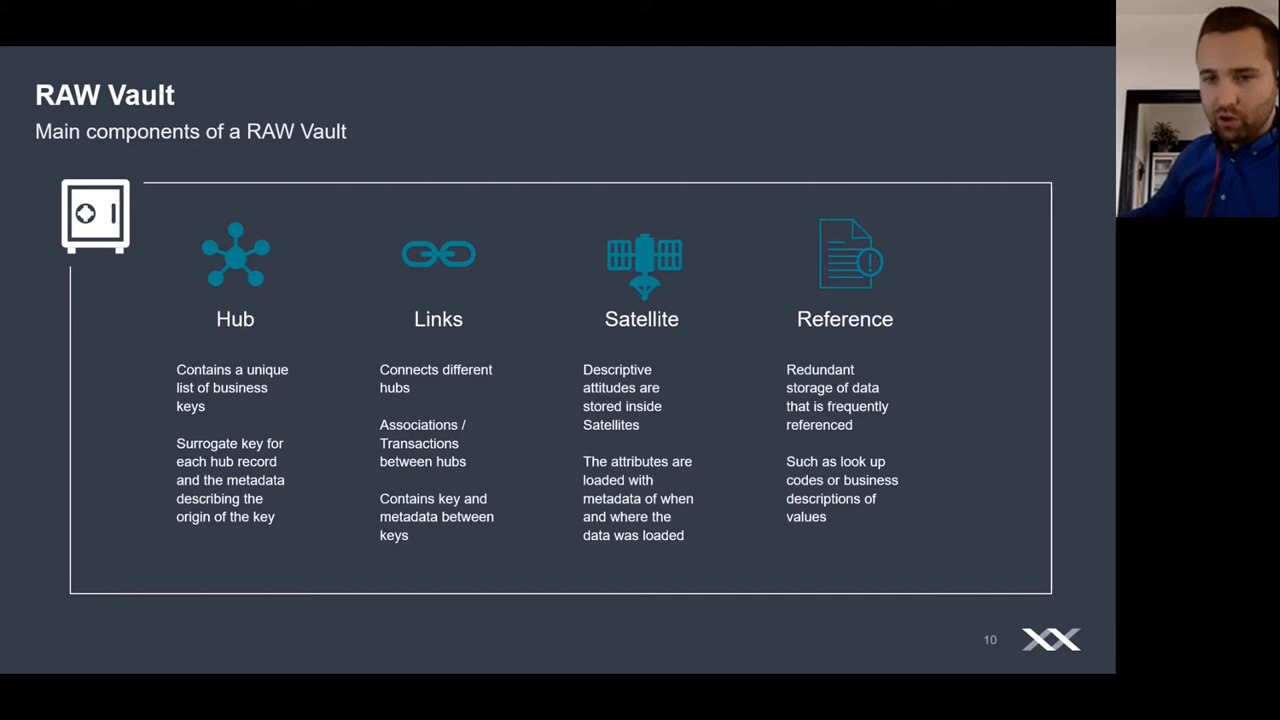 RAW Vault
Main components of a RAW Vault
Hub
Contains a unique
list of business
keys
Surrogate key for
each hub record
and the metadata
describing the
origin of the key
Links
Connects different
hubs
Associations /
Transactions
between hubs
Contains key and
metadata between
keys
Satellite
Descriptive
attitudes are
stored inside
Satellites
The attributes are
loaded with
metadata of when
and where the
data was loaded
Reference
Redundant
storage of data
that is frequently
referenced
Such as look up
codes or business
descriptions of
values
10